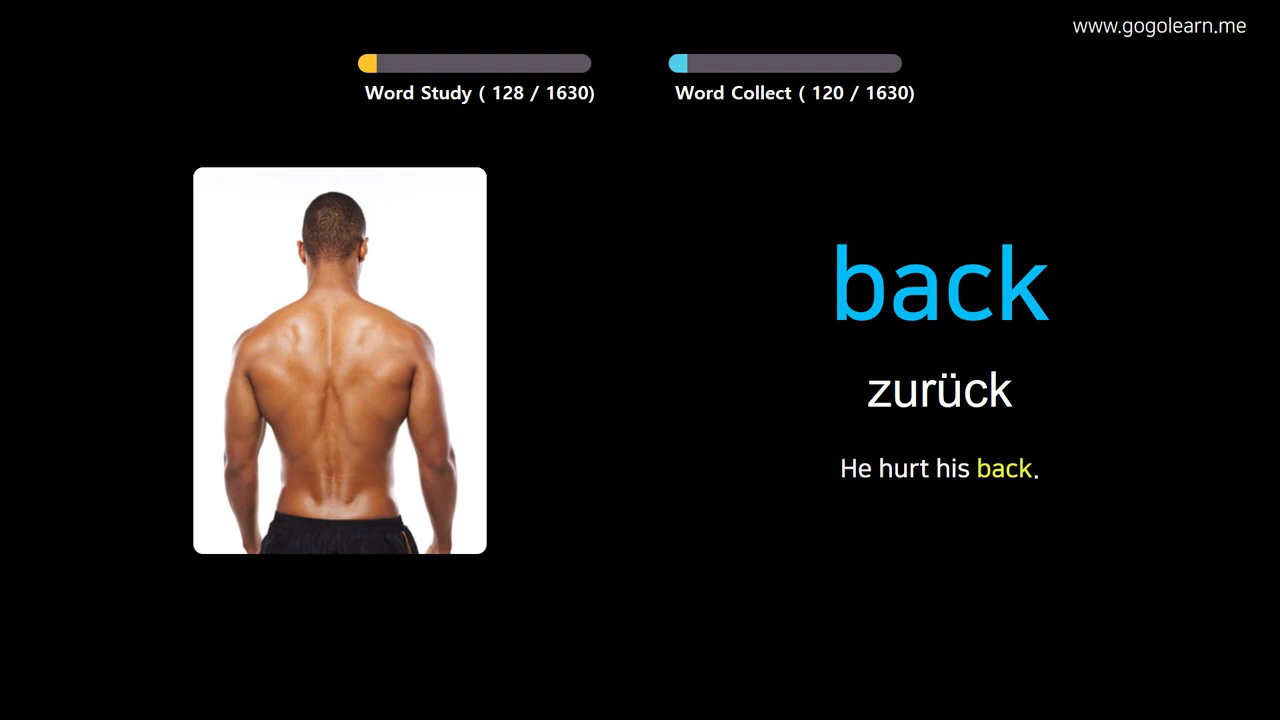 www.gogolearn.me
Word Study ( 128 / 1630)
Word Collect ( 120 / 1630)
back
zurück
He hurt his back.